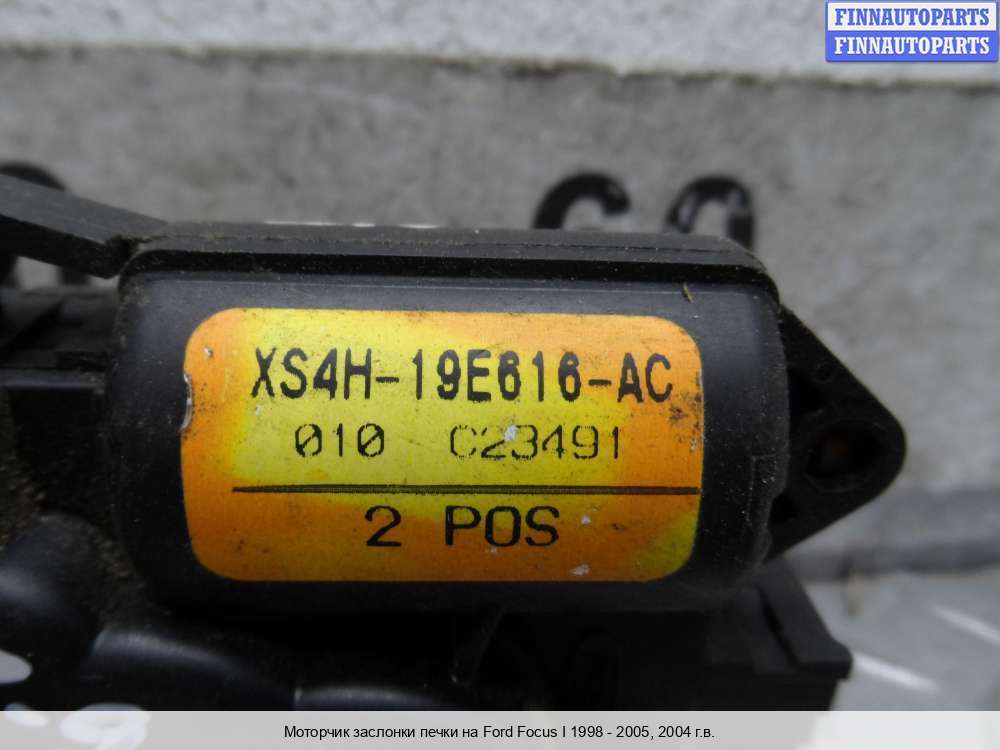 FINNAUTOPARTS
FINNAUTOPARTS
XS4H-19E616-AC
010 C23491
2 POS
Моторчик заслонки печки на Ford Focus I 1998 - 2005, 2004 г.в.